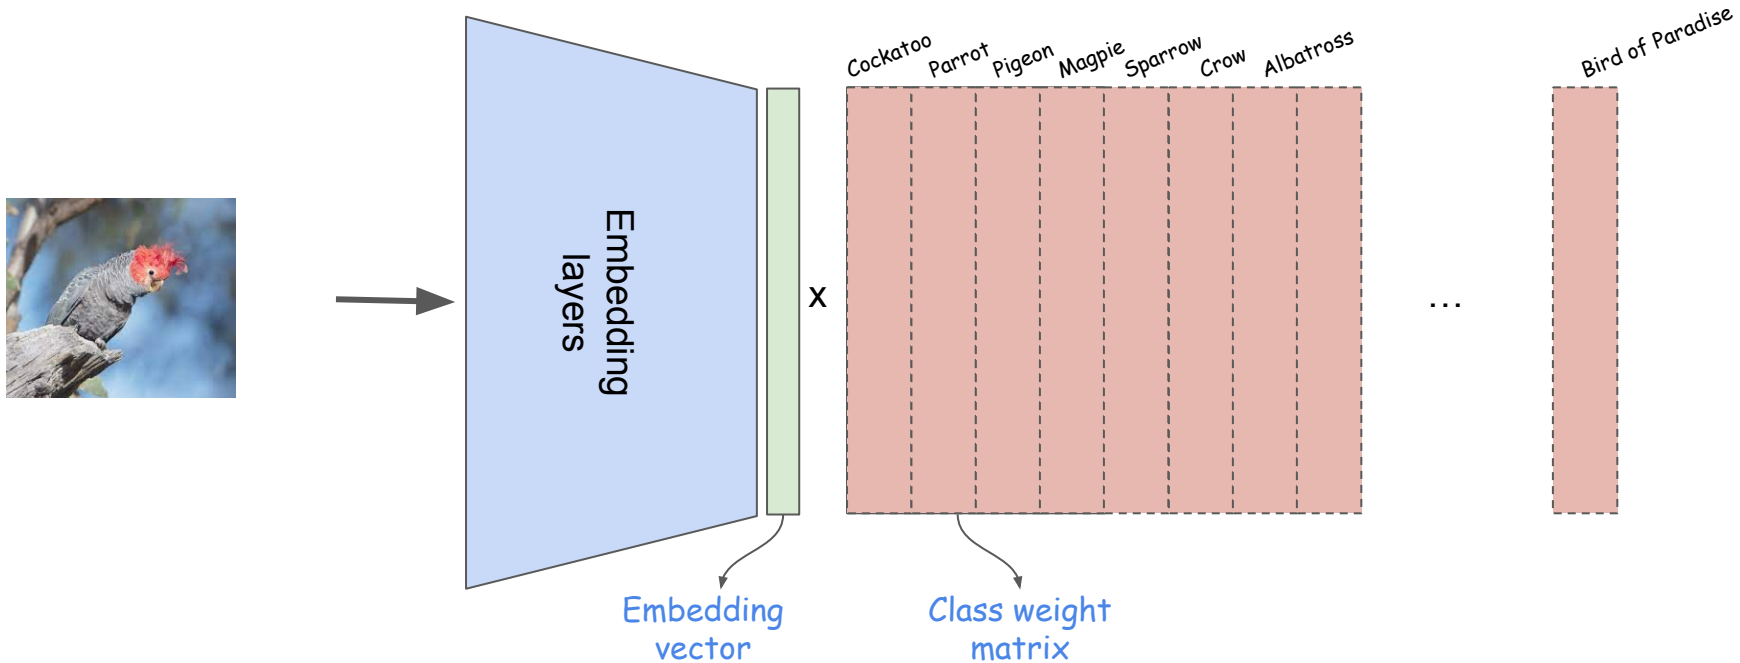 Cockatoo
Parrot
Pigeon
Magpie
Sparrow
Crow
Albatross
Bird of Paradise
Embedding
layers
x
...
Embedding
vector
Class weight
matrix